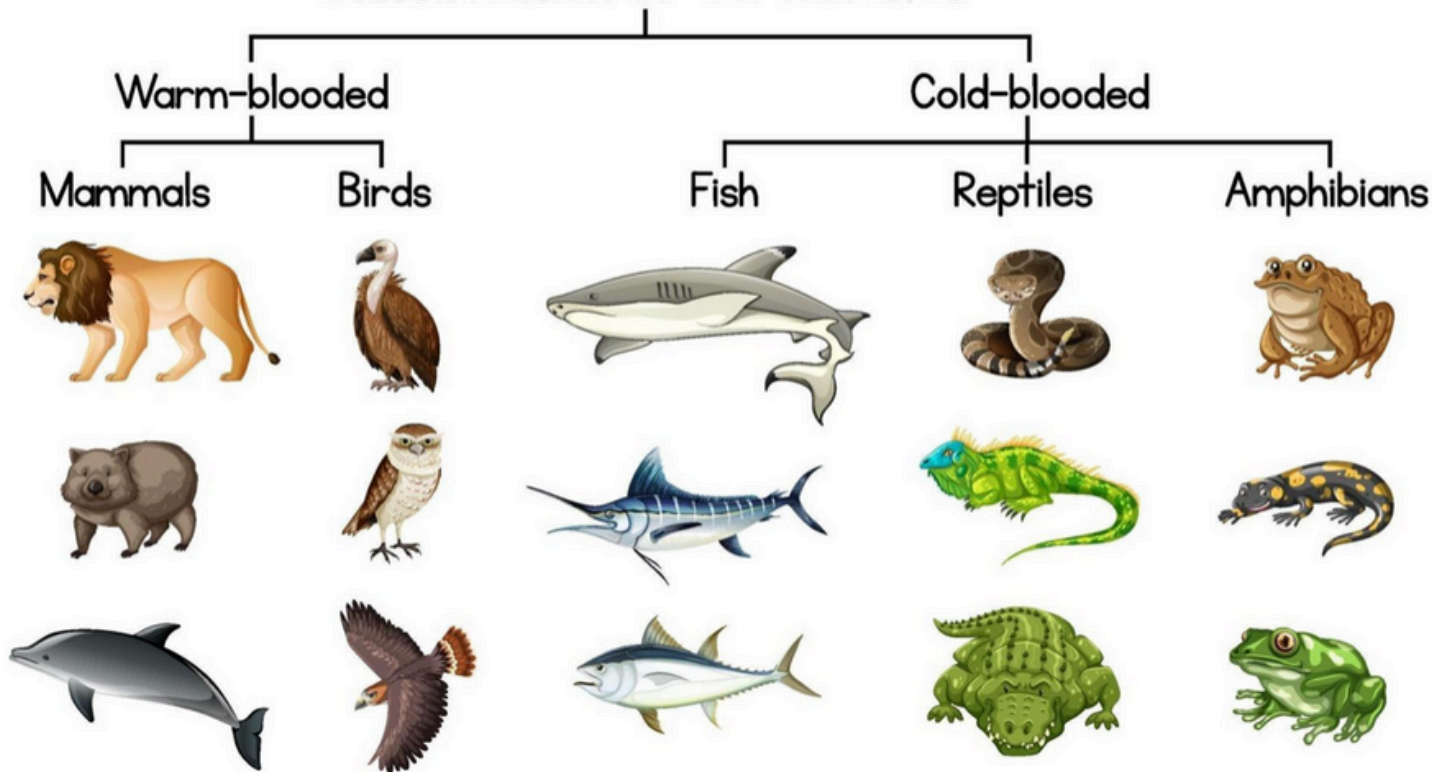 Warm-blooded
Cold-blooded
Mammals
Birds
Fish
Reptiles
Amphibians